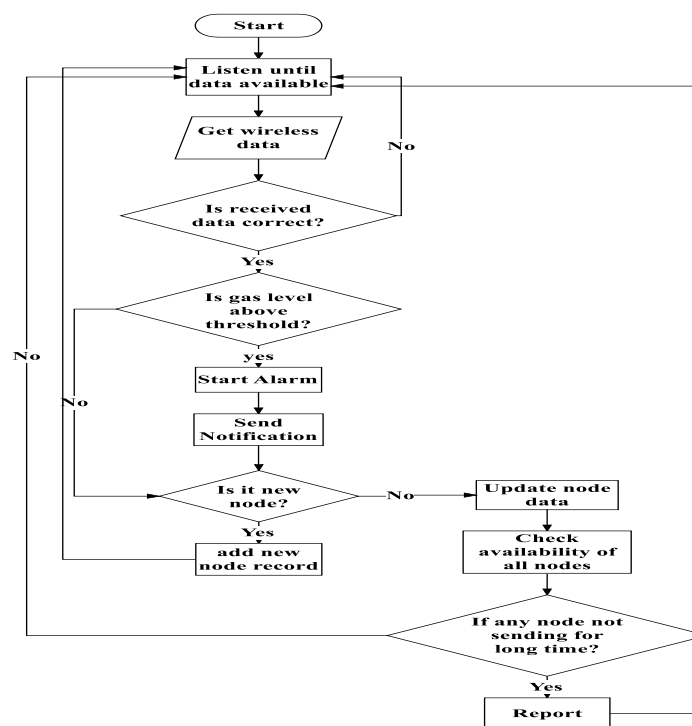 Start
Listen until
data available
Get wireless
data
No
Is received
data correct?
Yes
Is gas level
above
threshold?
No
yes
Start Alarm
No
Send
Notification
Is it new
node?
No
Update node
data
Yes
add new
node record
Check
availability of
all nodes
If any node not
sending for
long time?
Yes
Report